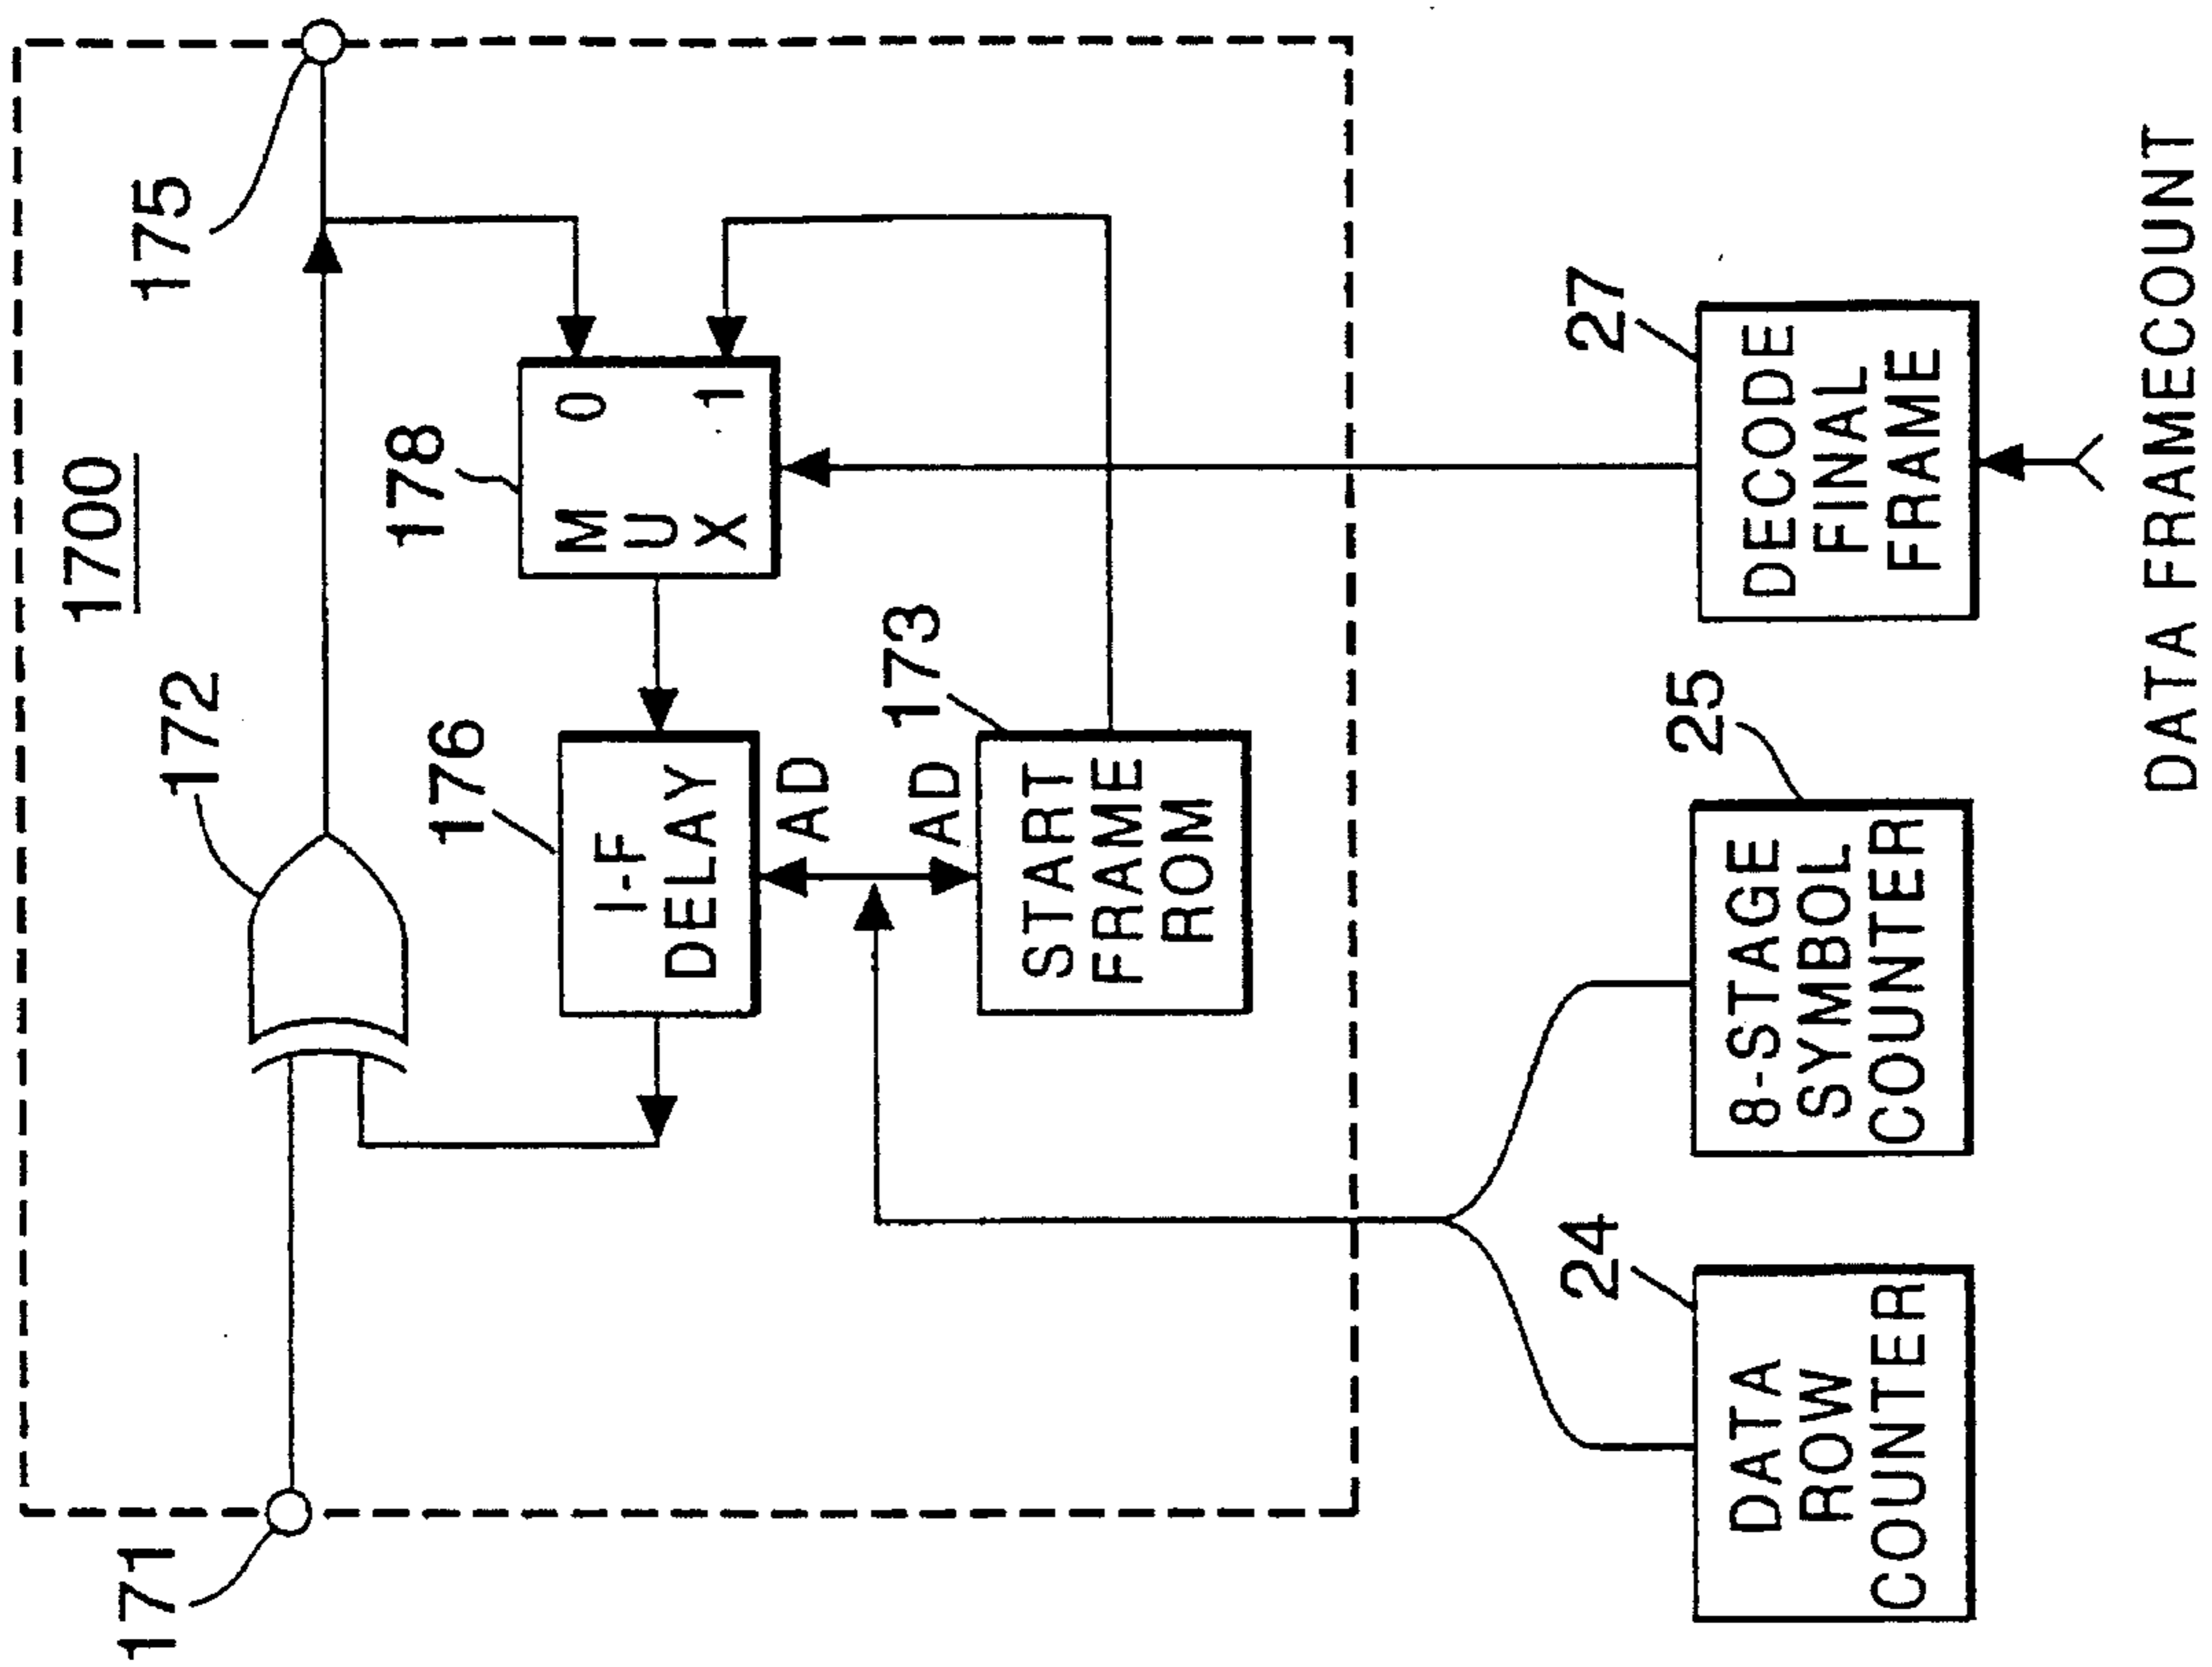 1700
171
172
175
176
178
M 0
U
X 1
I-F
DELAY
AD
AD
173
START
FRAME
ROM
24
DATA
ROW
COUNTER
25
8-STAGE
SYMBOL
COUNTER
27
DECODE
FINAL
FRAME
DATA FRAMECOUNT